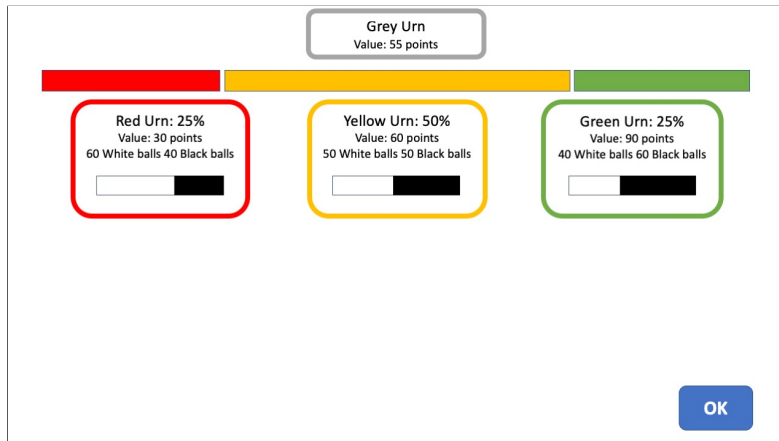 Grey Urn
Value: 55 points
Red Urn: 25%
Value: 30 points
60 White balls 40 Black balls
Yellow Urn: 50%
Value: 60 points
50 White balls 50 Black balls
Green Urn: 25%
Value: 90 points
40 White balls 60 Black balls
OK